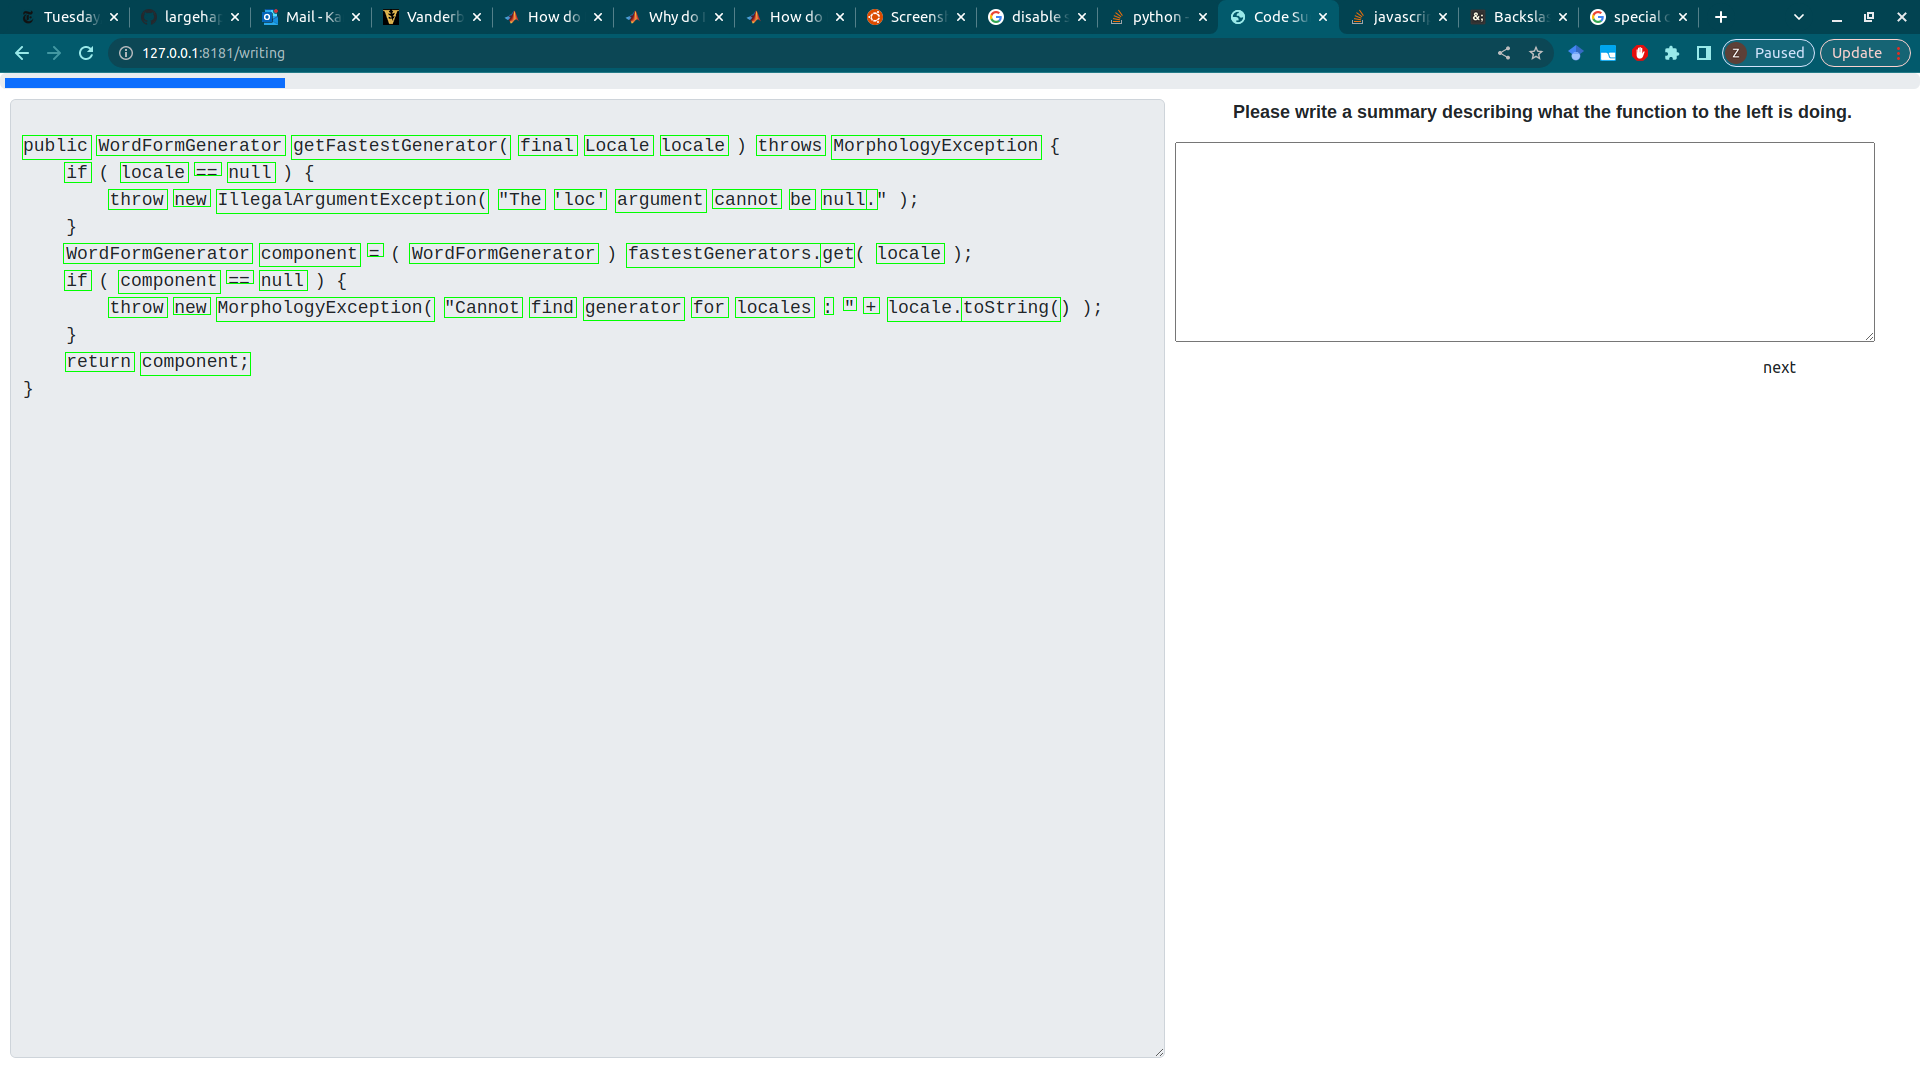 Tuesday
largeha
Mail - Ka
Vanderb
How do
Why do
How do
Screens
disable s
python -
Code Su
javascrip
Backslas
special c
127.0.0.1:8181/writing
Paused
Update
Please write a summary describing what the function to the left is doing.
public WordFormGenerator getFastestGenerator( final Locale locale ) throws MorphologyException {
if ( locale == null ) {
throw new IllegalArgumentException( "The 'loc' argument cannot be null." );
}
WordFormGenerator component = ( WordFormGenerator ) fastestGenerators.get( locale );
if ( component == null ) {
throw new MorphologyException( "Cannot find generator for locales : " + locale.toString() );
}
return component;
}
next